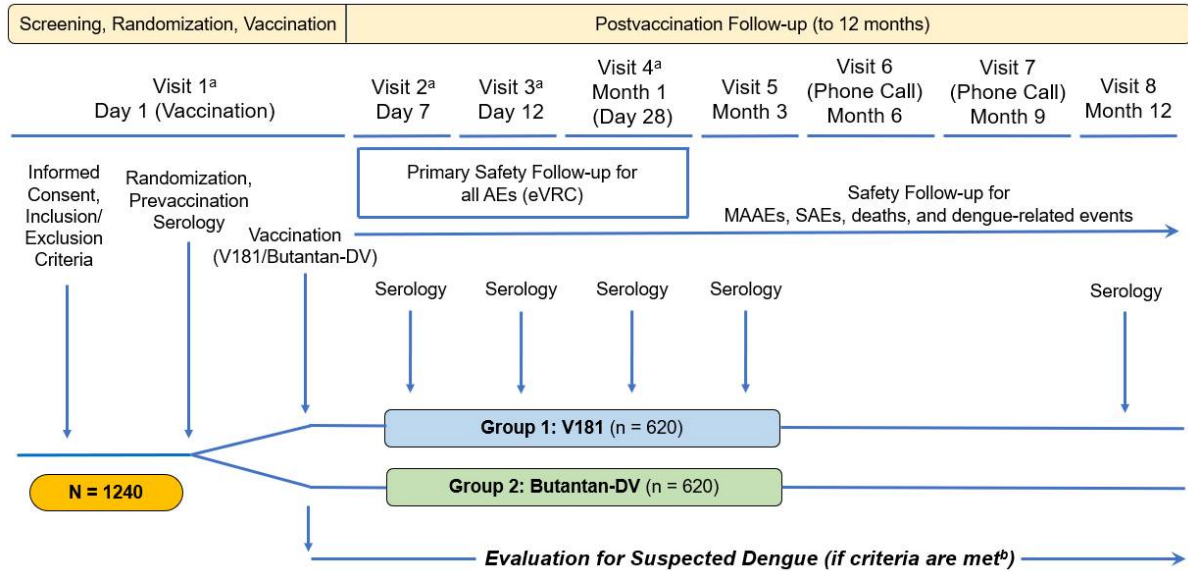 Screening, Randomization, Vaccination
Postvaccination Follow-up (to 12 months)
Visit 1ᵃ
Day 1 (Vaccination)
Visit 2ᵃ
Day 7
Visit 3ᵃ
Day 12
Visit 4ᵃ
Month 1
(Day 28)
Visit 5
Month 3
Visit 6
(Phone Call)
Month 6
Visit 7
(Phone Call)
Month 9
Visit 8
Month 12
Informed
Consent,
Inclusion/
Exclusion
Criteria
Randomization,
Prevaccination
Serology
Vaccination
(V181/Butantan-DV)
Primary Safety Follow-up for
all AEs (eVRC)
Safety Follow-up for
MAAEs, SAEs, deaths, and dengue-related events
Serology
Serology
Serology
Serology
Serology
Group 1: V181 (n = 620)
N = 1240
Group 2: Butantan-DV (n = 620)
Evaluation for Suspected Dengue (if criteria are metᵇ)